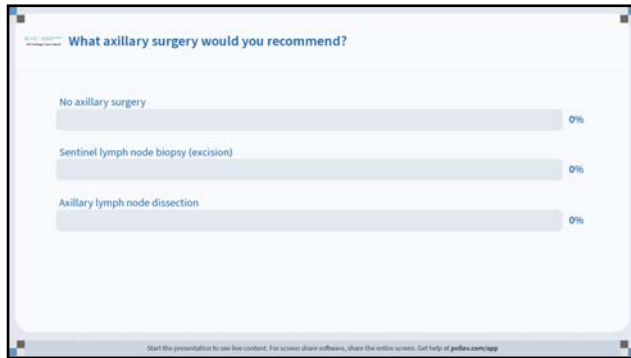 What axillary surgery would you recommend?
No axillary surgery
0%
Sentinel lymph node biopsy (excision)
0%
Axillary lymph node dissection
0%
Start the presentation to see live content. For screen share software, share the entire screen. Get help at pollev.com/app